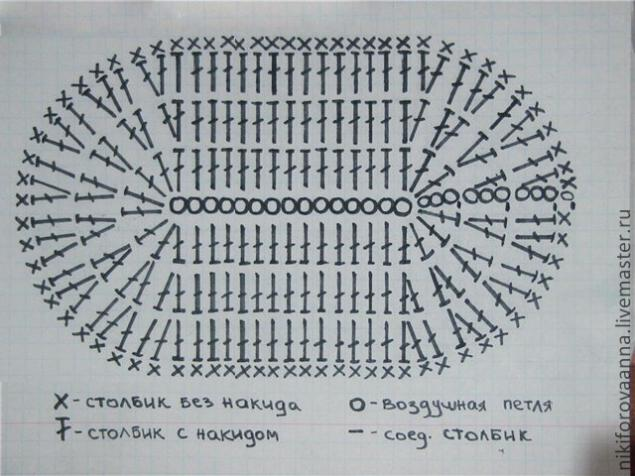 x - столбик без накида
o - воздушная петля
Ŧ - столбик с накидом
– - соед. столбик
nikiforovaanna.livemaster.ru